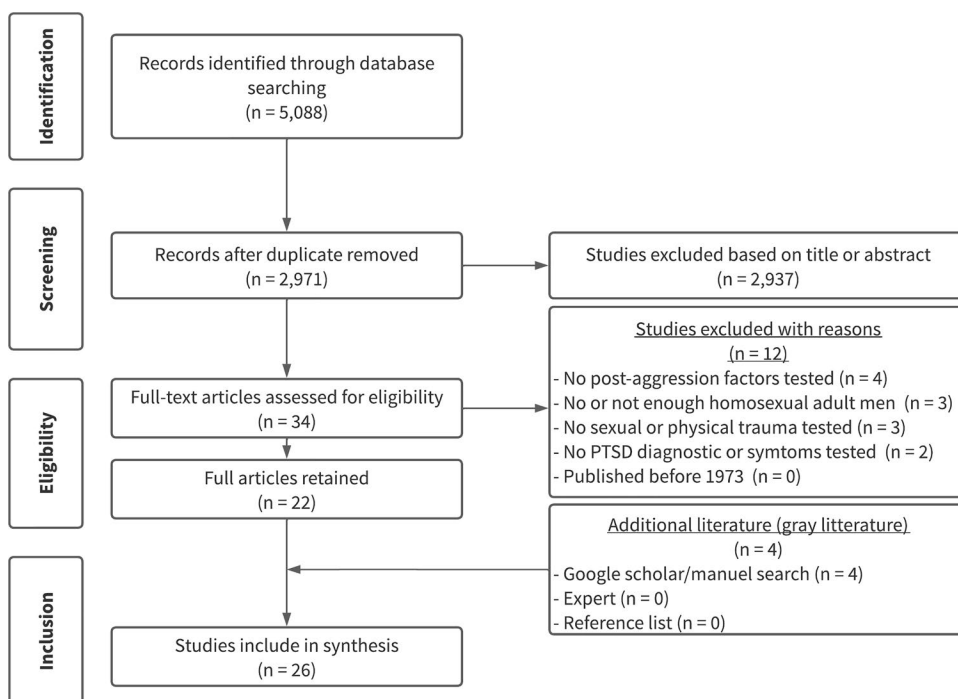 Identification
Records identified through database
searching
(n = 5,088)
Screening
Records after duplicate removed
(n = 2,971)
Studies excluded based on title or abstract
(n = 2,937)
Studies excluded with reasons
(n = 12)
- No post-aggression factors tested (n = 4)
- No or not enough homosexual adult men (n = 3)
- No sexual or physical trauma tested (n = 3)
- No PTSD diagnostic or symtoms tested (n = 2)
- Published before 1973 (n = 0)
Eligibility
Full-text articles assessed for eligibility
(n = 34)
Full articles retained
(n = 22)
Additional literature (gray litterature)
(n = 4)
- Google scholar/manuel search (n = 4)
- Expert (n = 0)
- Reference list (n = 0)
Inclusion
Studies include in synthesis
(n = 26)